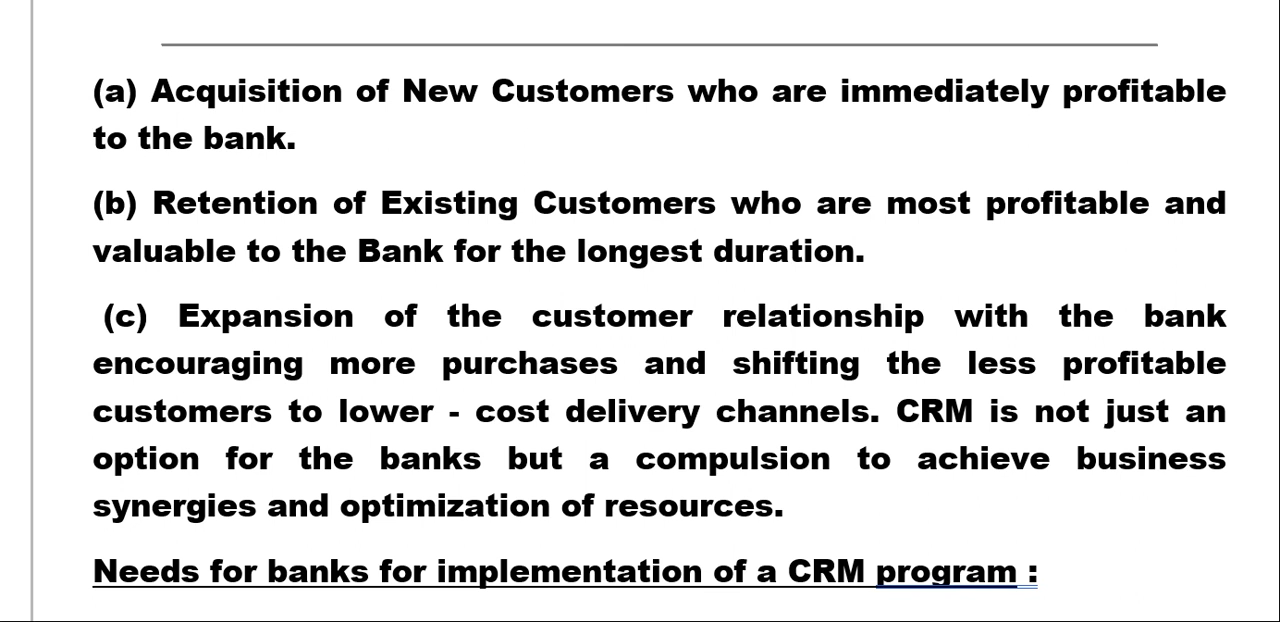 (a) Acquisition of New Customers who are immediately profitable
to the bank.
(b) Retention of Existing Customers who are most profitable and
valuable to the Bank for the longest duration.
(c) Expansion of the customer relationship with the bank
encouraging more purchases and shifting the less profitable
customers to lower - cost delivery channels. CRM is not just an
option for the banks but a compulsion to achieve business
synergies and optimization of resources.
Needs for banks for implementation of a CRM program :